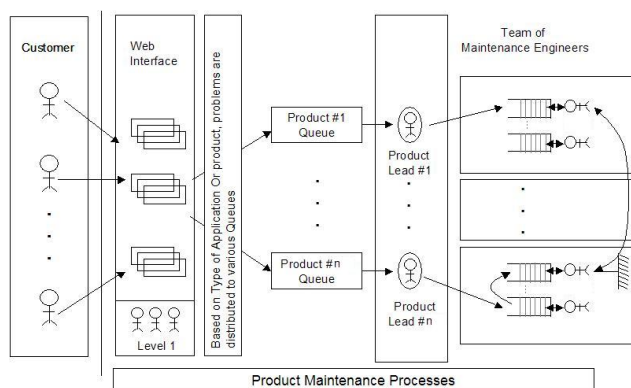 Customer
Web
Interface
Level 1
Based on Type of Application Or product, problems are
distributed to various Queues
Product #1
Queue
Product #n
Queue
Product
Lead #1
Product
Lead #n
Team of
Maintenance Engineers
Product Maintenance Processes